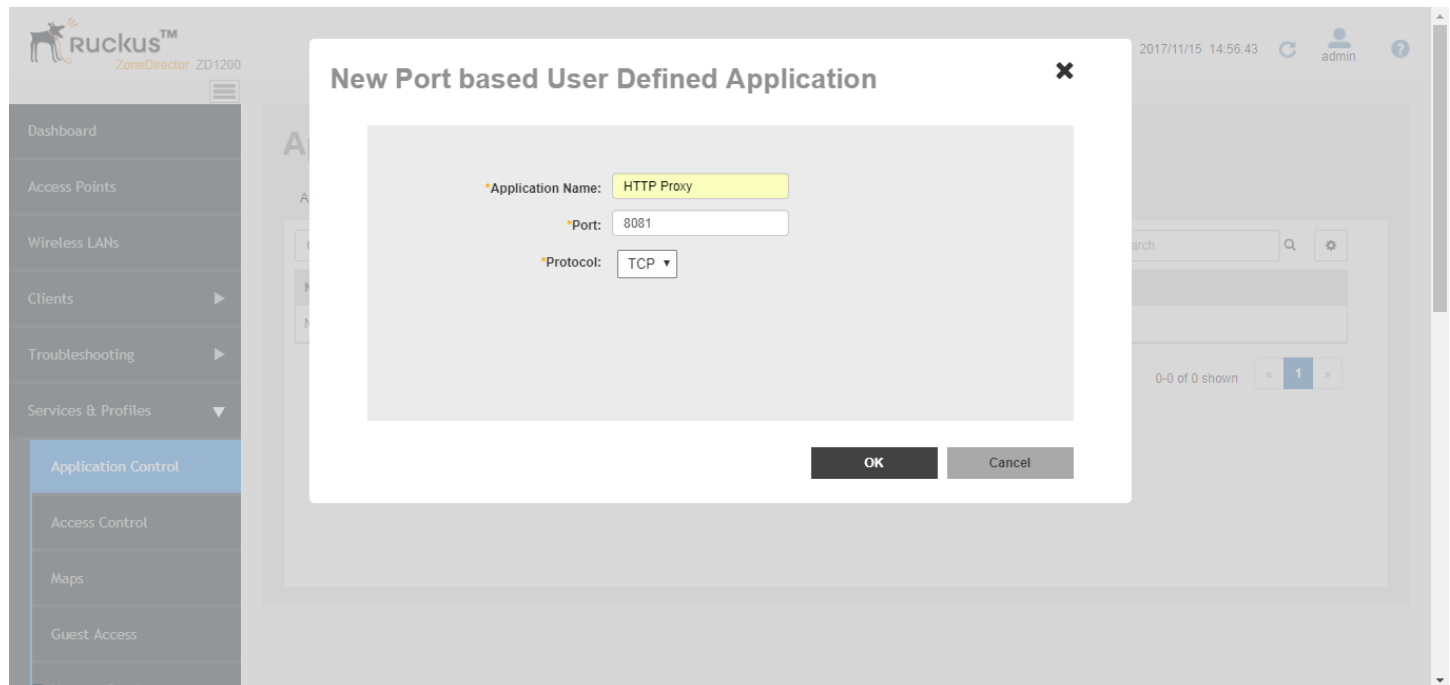 RUCKUS™
ZoneDirector ZD1200
2017/11/15 14:56:43
admin
Dashboard
Access Points
Wireless LANs
Clients
Troubleshooting
Services & Profiles
Application Control
Access Control
Maps
Guest Access
New Port based User Defined Application
*Application Name: HTTP Proxy
*Port: 8081
*Protocol: TCP
OK Cancel
0-0 of 0 shown « 1 »